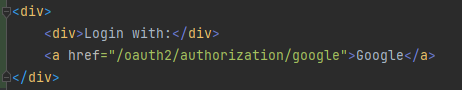 <div>
    <div>Login with:</div>
    <a href="/oauth2/authorization/google">Google</a>
</div>